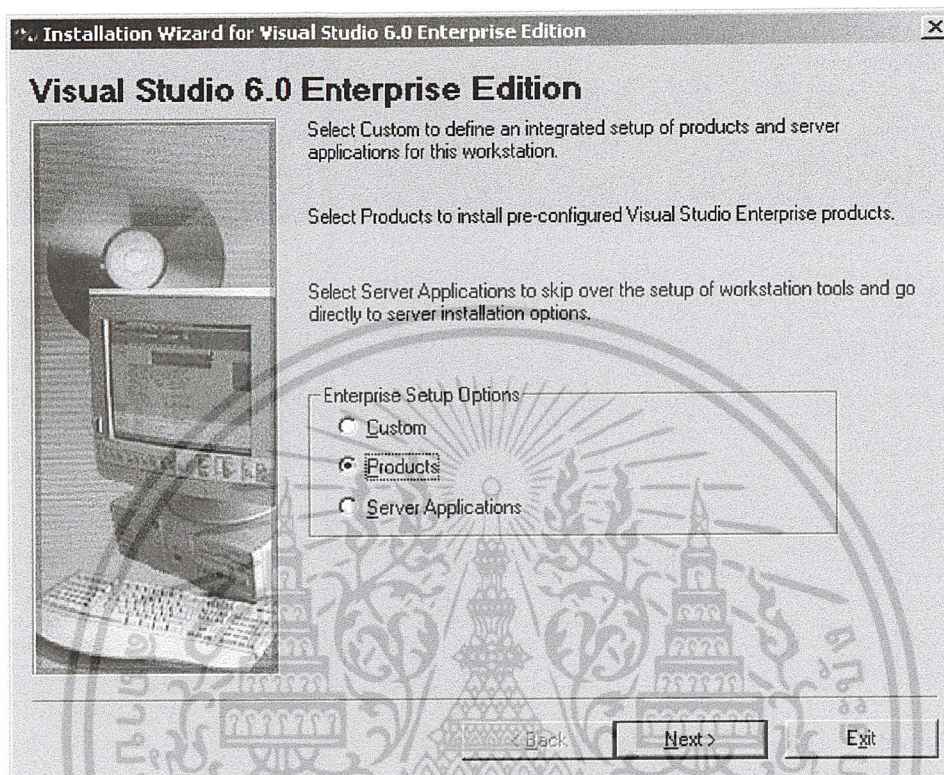 Installation Wizard for Visual Studio 6.0 Enterprise Edition
Visual Studio 6.0 Enterprise Edition
Select Custom to define an integrated setup of products and server
applications for this workstation.
Select Products to install pre-configured Visual Studio Enterprise products.
Select Server Applications to skip over the setup of workstation tools and go
directly to server installation options.
Enterprise Setup Options
Custom
Products
Server Applications
< Back
Next >
Exit